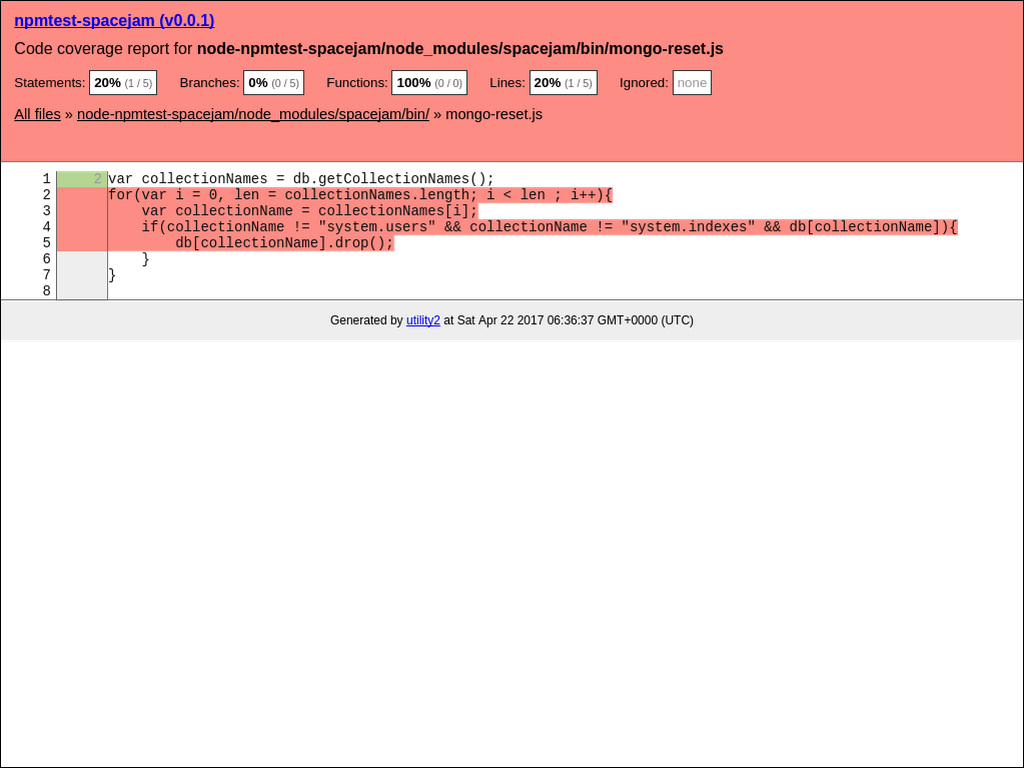 npmtest-spacejam (v0.0.1)
Code coverage report for node-npmtest-spacejam/node_modules/spacejam/bin/mongo-reset.js
Statements: 20% (1 / 5) Branches: 0% (0 / 5) Functions: 100% (0 / 0) Lines: 20% (1 / 5) Ignored: none
All files » node-npmtest-spacejam/node_modules/spacejam/bin/ » mongo-reset.js
1 2 var collectionNames = db.getCollectionNames();
2 for(var i = 0, len = collectionNames.length; i < len ; i++){
3     var collectionName = collectionNames[i];
4     if(collectionName != "system.users" && collectionName != "system.indexes" && db[collectionName]){
5         db[collectionName].drop();
6     }
7 }
8
Generated by utility2 at Sat Apr 22 2017 06:36:37 GMT+0000 (UTC)